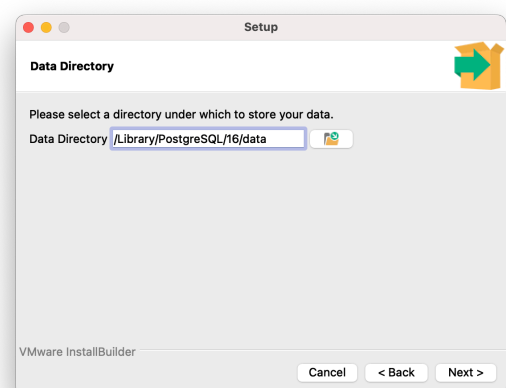 Setup
Data Directory
Please select a directory under which to store your data.
Data Directory /Library/PostgreSQL/16/data
VMware InstallBuilder
Cancel < Back Next >